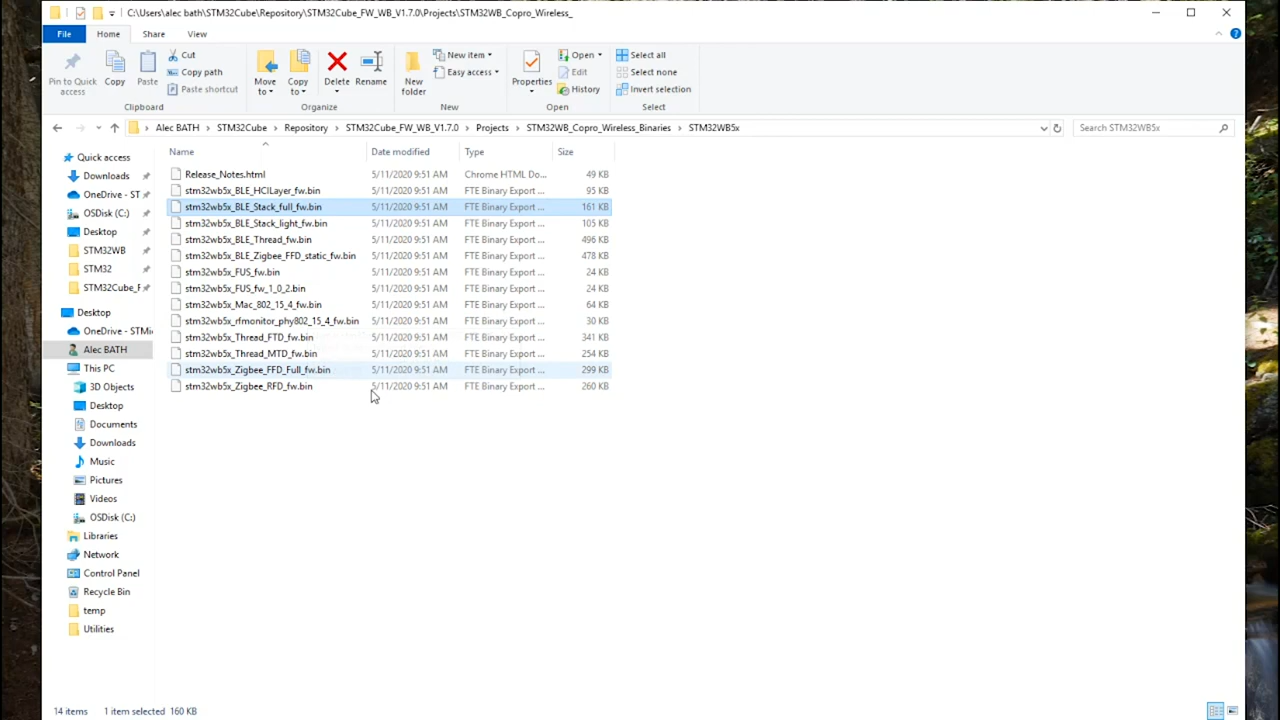 C:\Users\alec bath\STM32Cube\Repository\STM32Cube_FW_WB_V1.7.0\Projects\STM32WB_Copro_Wireless_
File Home Share View
Pin to Quick access
Copy
Paste
Cut
Copy path
Paste shortcut
Clipboard
Move to
Copy to
Delete
Rename
Organize
New folder
New item
Easy access
New
Properties
Open
Edit
History
Open
Select all
Select none
Invert selection
Select
Alec BATH > STM32Cube > Repository > STM32Cube_FW_WB_V1.7.0 > Projects > STM32WB_Copro_Wireless_Binaries > STM32WB5x
Search STM32WB5x
Quick access
Downloads
OneDrive - ST
OSDisk (C:)
Desktop
STM32WB
STM32
STM32Cube_F
Desktop
OneDrive - STMi
Alec BATH
This PC
3D Objects
Desktop
Documents
Downloads
Music
Pictures
Videos
OSDisk (C:)
Libraries
Network
Control Panel
Recycle Bin
temp
Utilities
Name Date modified Type Size
Release_Notes.html 5/11/2020 9:51 AM Chrome HTML Do... 49 KB
stm32wb5x_BLE_HCILayer_fw.bin 5/11/2020 9:51 AM FTE Binary Export ... 95 KB
stm32wb5x_BLE_Stack_full_fw.bin 5/11/2020 9:51 AM FTE Binary Export ... 161 KB
stm32wb5x_BLE_Stack_light_fw.bin 5/11/2020 9:51 AM FTE Binary Export ... 105 KB
stm32wb5x_BLE_Thread_fw.bin 5/11/2020 9:51 AM FTE Binary Export ... 496 KB
stm32wb5x_BLE_Zigbee_FFD_static_fw.bin 5/11/2020 9:51 AM FTE Binary Export ... 478 KB
stm32wb5x_FUS_fw.bin 5/11/2020 9:51 AM FTE Binary Export ... 24 KB
stm32wb5x_FUS_fw_1_0_2.bin 5/11/2020 9:51 AM FTE Binary Export ... 24 KB
stm32wb5x_Mac_802_15_4_fw.bin 5/11/2020 9:51 AM FTE Binary Export ... 64 KB
stm32wb5x_rfmonitor_phy802_15_4_fw.bin 5/11/2020 9:51 AM FTE Binary Export ... 30 KB
stm32wb5x_Thread_FTD_fw.bin 5/11/2020 9:51 AM FTE Binary Export ... 341 KB
stm32wb5x_Thread_MTD_fw.bin 5/11/2020 9:51 AM FTE Binary Export ... 254 KB
stm32wb5x_Zigbee_FFD_Full_fw.bin 5/11/2020 9:51 AM FTE Binary Export ... 299 KB
stm32wb5x_Zigbee_RFD_fw.bin 5/11/2020 9:51 AM FTE Binary Export ... 260 KB
14 items 1 item selected 160 KB